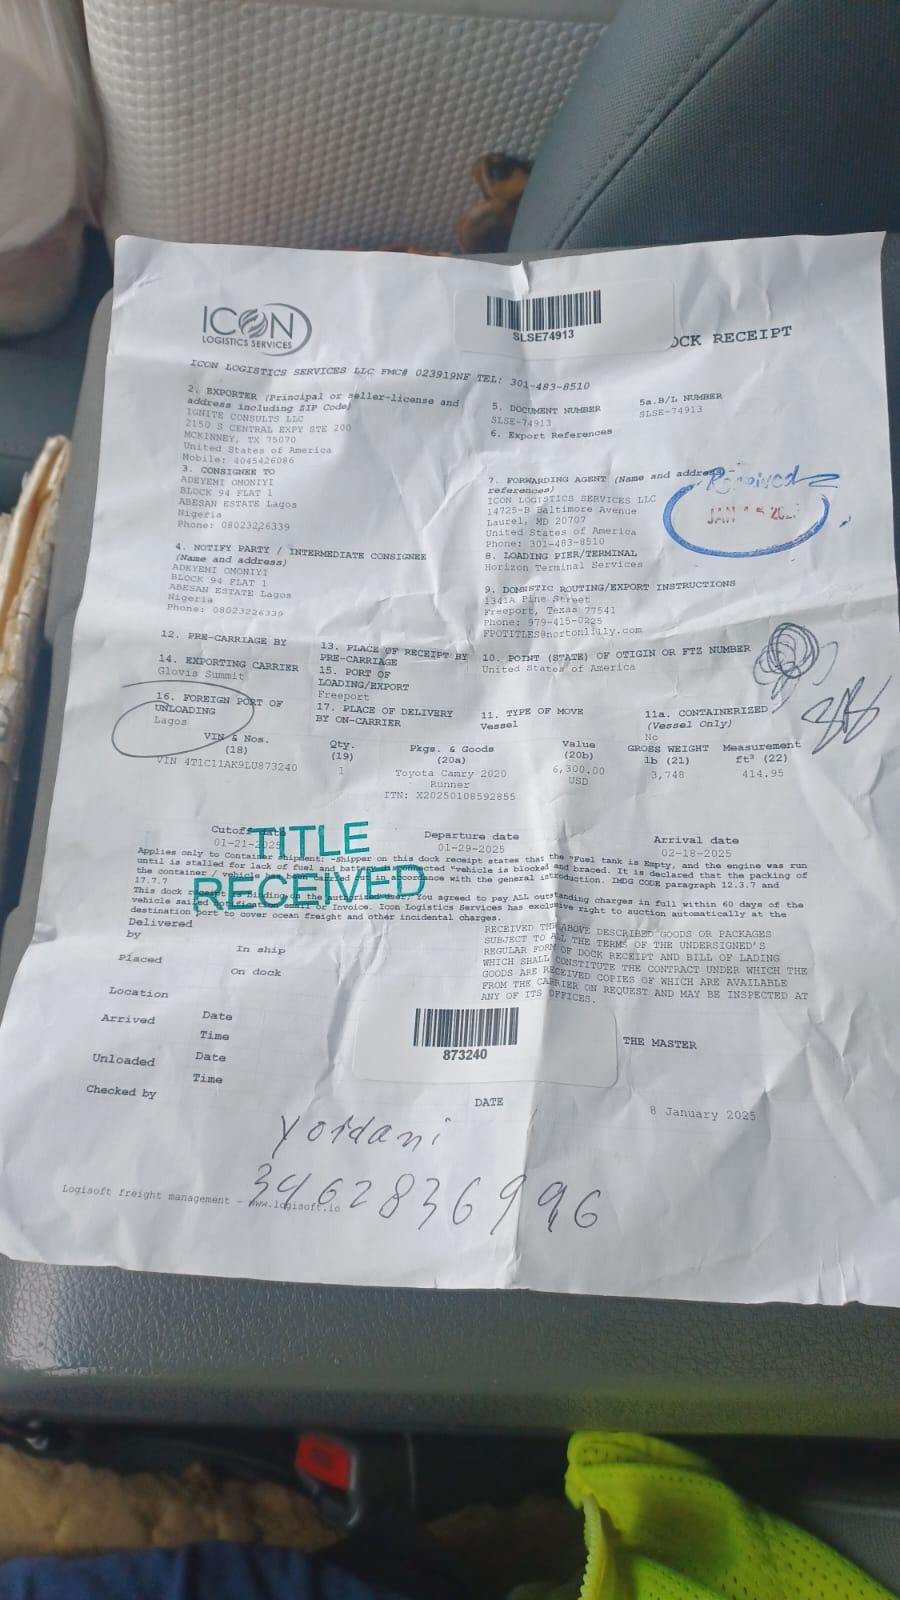 ICON
LOGISTICS SERVICES
SLSE74913
OCK RECEIPT
ICON LOGISTICS SERVICES LLC FMC# 023919NF TEL: 301-483-8510
2. EXPORTER (Principal or seller-license and
address including ZIP Code)
IGNITE CONSULTS LLC
2150 S CENTRAL EXPY STE 200
MCKINNEY, TX 75070
United States of America
Mobile: 4045426086
3. CONSIGNEE TO
ADEYEMI OMONIYI
BLOCK 94 FLAT 1
ABESAN ESTATE Lagos
Nigeria
Phone: 08023226339
4. NOTIFY PARTY / INTERMEDIATE CONSIGNEE
(Name and address)
ADEYEMI OMONIYI
BLOCK 94 FLAT 1
ABESAN ESTATE Lagos
Nigeria
Phone: 08023226339
5. DOCUMENT NUMBER
SLSE-74913
5a.B/L NUMBER
SLSE-74913
6. Export References
7. FORWARDING AGENT (Name and address-
references)
ICON LOGISTICS SERVICES LLC
14725-B Baltimore Avenue
Laurel, MD 20707
United States of America
Phone: 301-483-8510
Received
JAN 15
8. LOADING PIER/TERMINAL
Horizon Terminal Services
9. DOMISTIC ROUTING/EXPORT INSTRUCTIONS
1341A Pine Street
Freeport, Texas 77541
Phone: 979-415-0225
FPOTITLES@nortonlilly.com
12. PRE-CARRIAGE BY
13. PLACE OF RECEIPT BY
PRE-CARRIAGE
10. POINT (STATE) OF OTIGIN OR FTZ NUMBER
United States of America
14. EXPORTING CARRIER
Glovis Summit
15. PORT OF
LOADING/EXPORT
Freeport
16. FOREIGN PORT OF
UNLOADING
Lagos
17. PLACE OF DELIVERY
BY ON-CARRIER
11. TYPE OF MOVE
Vessel
11a. CONTAINERIZED
(Vessel Only)
No
VIN & Nos.
(18)
Qty.
(19)
Pkgs. & Goods
(20a)
Value
(20b)
GROSS WEIGHT
lb (21)
Measurement
ft³ (22)
VIN 4T1C11AK9LU873240
1
Toyota Camry 2020
Runner
ITN: X20250108592855
6,300.00
USD
3,748
414.95
Cutoff date
01-21-2025
Departure date
01-29-2025
Arrival date
02-18-2025
TITLE
RECEIVED
Applies only to Container shipment: -Shipper on this dock receipt states that the "Fuel tank is Empty, and the engine was run
until is stalled for lack of fuel and battery "vehicle is blocked and braced. It is declared that the packing of
the container / vehicle has been carried out in accordance with the general introduction. IMDG CODE paragraph 12.3.7 and
17.7.7
This dock receipt is binding on the You agreed to pay ALL outstanding charges in full within 60 days of the
vehicle sailed notification email or Invoice. Icon Logistics Services has exclusive right to auction automatically at the
destination port to cover ocean freight and other incidental charges.
Delivered
by
Placed
In ship
On dock
Location
Arrived
Date
Time
Unloaded
Date
Time
Checked by
RECEIVED THE ABOVE DESCRIBED GOODS OR PACKAGES
SUBJECT TO ALL THE TERMS OF THE UNDERSIGNED'S
REGULAR FORM OF DOCK RECEIPT AND BILL OF LADING
WHICH SHALL CONSTITUTE THE CONTRACT UNDER WHICH THE
GOODS ARE RECEIVED COPIES OF WHICH ARE AVAILABLE
FROM THE CARRIER ON REQUEST AND MAY BE INSPECTED AT
ANY OF ITS OFFICES.
873240
THE MASTER
DATE
8 January 2025
Yordani
3462836996
Logisoft freight management - www.logisoft.io